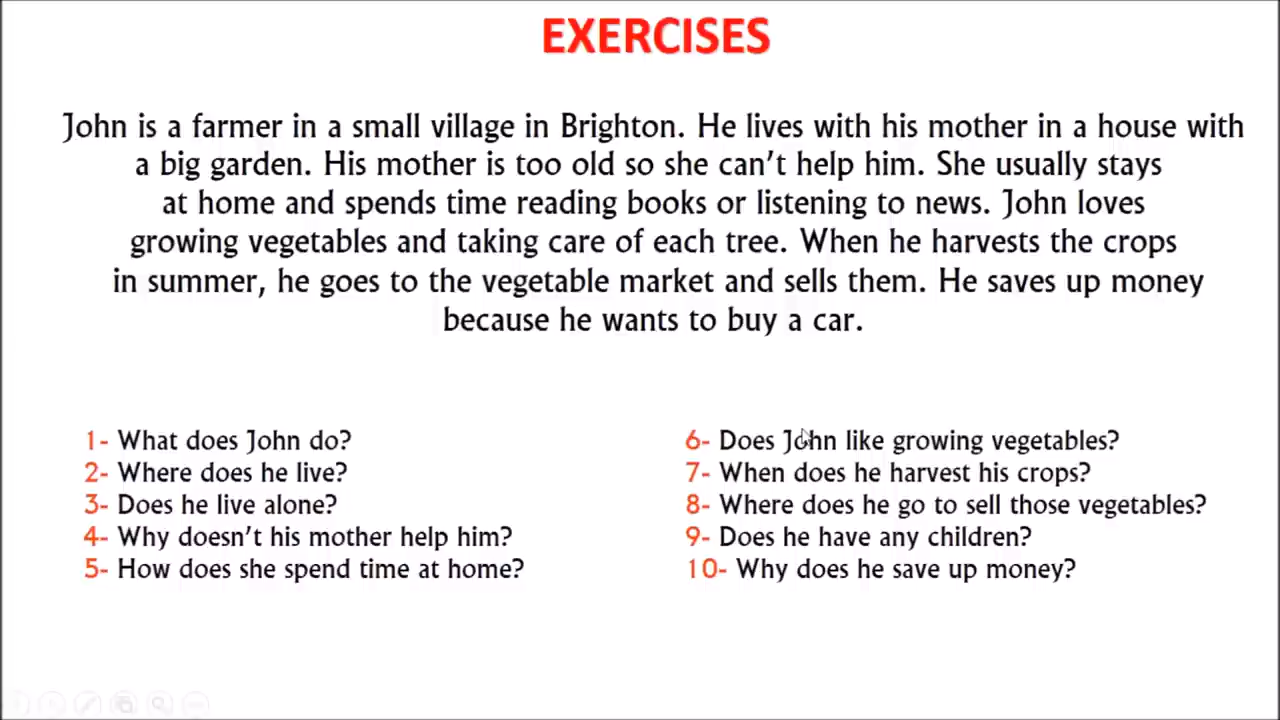 EXERCISES
John is a farmer in a small village in Brighton. He lives with his mother in a house with
a big garden. His mother is too old so she can't help him. She usually stays
at home and spends time reading books or listening to news. John loves
growing vegetables and taking care of each tree. When he harvests the crops
in summer, he goes to the vegetable market and sells them. He saves up money
because he wants to buy a car.
1- What does John do?
2- Where does he live?
3- Does he live alone?
4- Why doesn't his mother help him?
5- How does she spend time at home?
6- Does John like growing vegetables?
7- When does he harvest his crops?
8- Where does he go to sell those vegetables?
9- Does he have any children?
10- Why does he save up money?